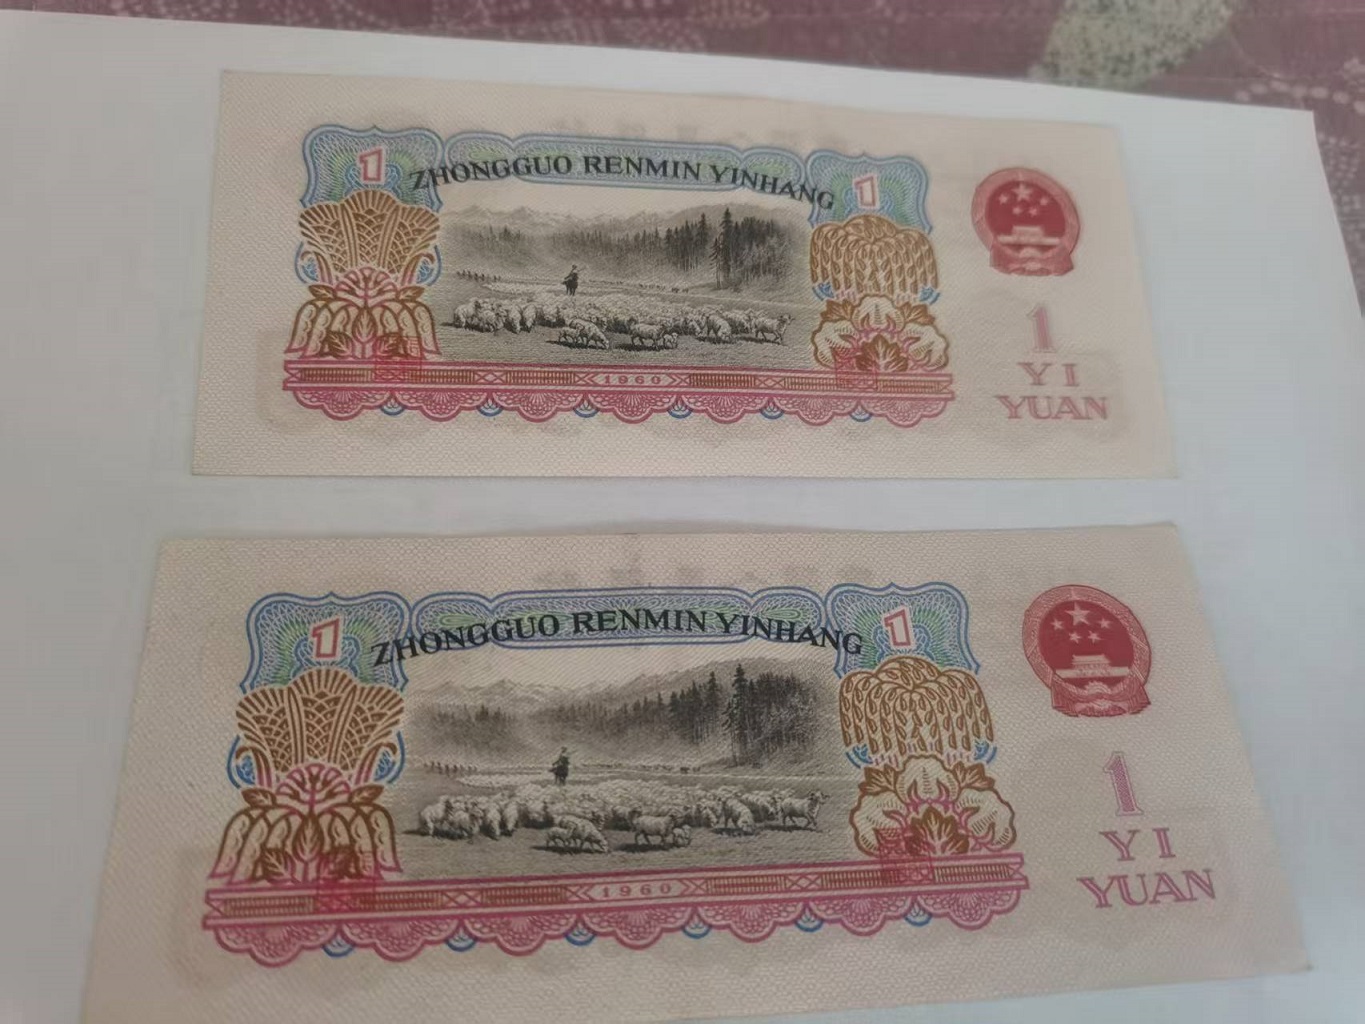 1 ZHONGGUO RENMIN YINHANG 1
1960
1
YI
YUAN
1 ZHONGGUO RENMIN YINHANG 1
1960
1
YI
YUAN